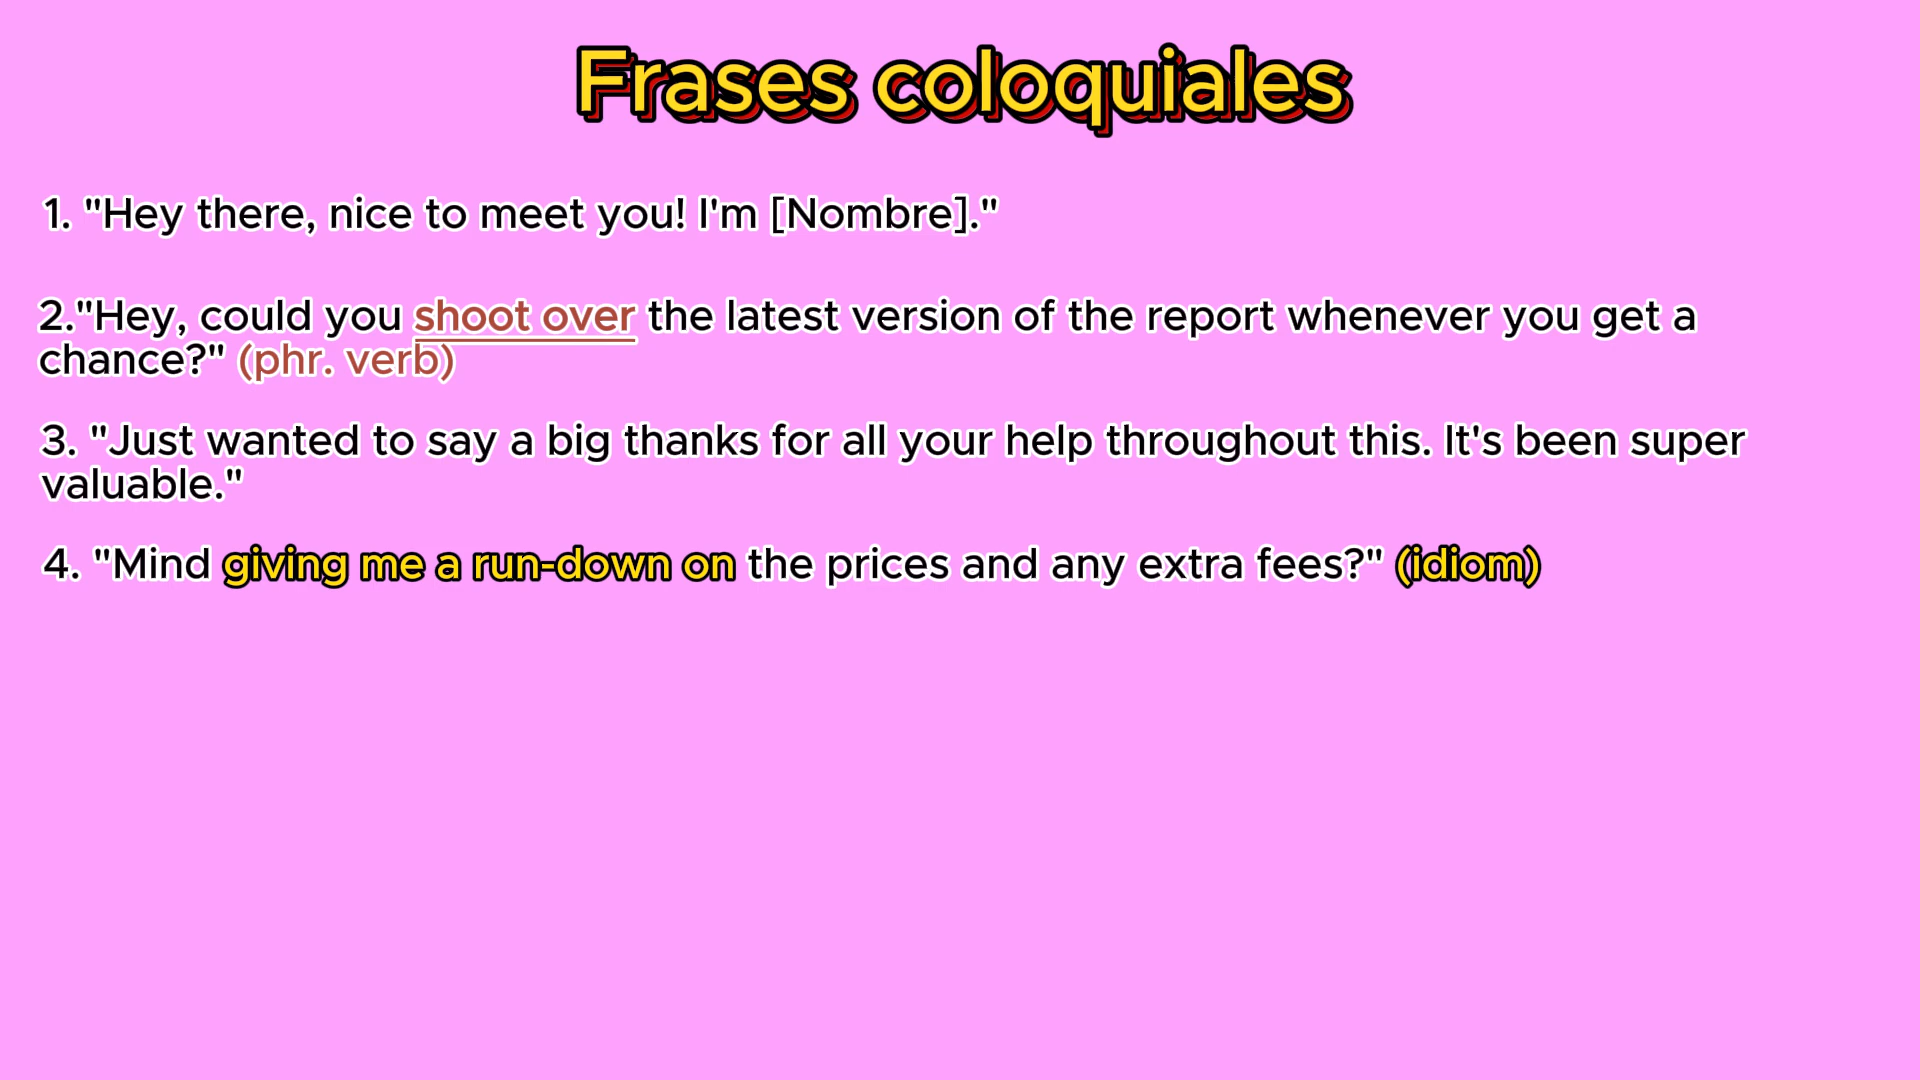 Frases coloquiales
1. "Hey there, nice to meet you! I'm [Nombre]."
2."Hey, could you shoot over the latest version of the report whenever you get a
chance?" (phr. verb)
3. "Just wanted to say a big thanks for all your help throughout this. It's been super
valuable."
4. "Mind giving me a run-down on the prices and any extra fees?" (idiom)